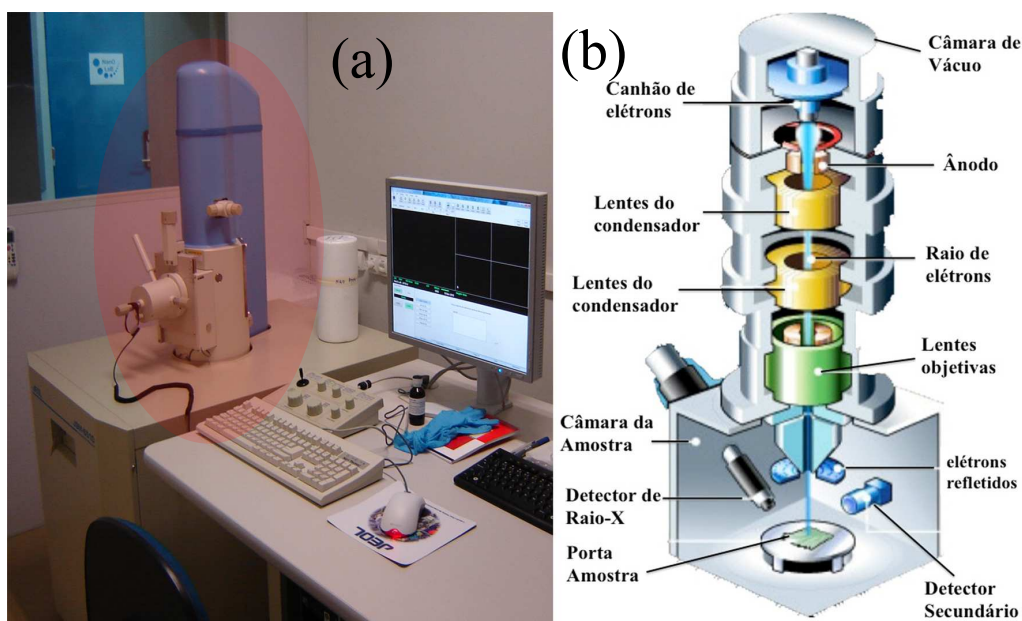 (a)
JEOL
(b)
Câmara de
Vácuo
Canhão de
elétrons
Ânodo
Lentes do
condensador
Raio de
elétrons
Lentes do
condensador
Lentes
objetivas
Câmara da
Amostra
elétrons
refletidos
Detector de
Raio-X
Porta
Amostra
Detector
Secundário